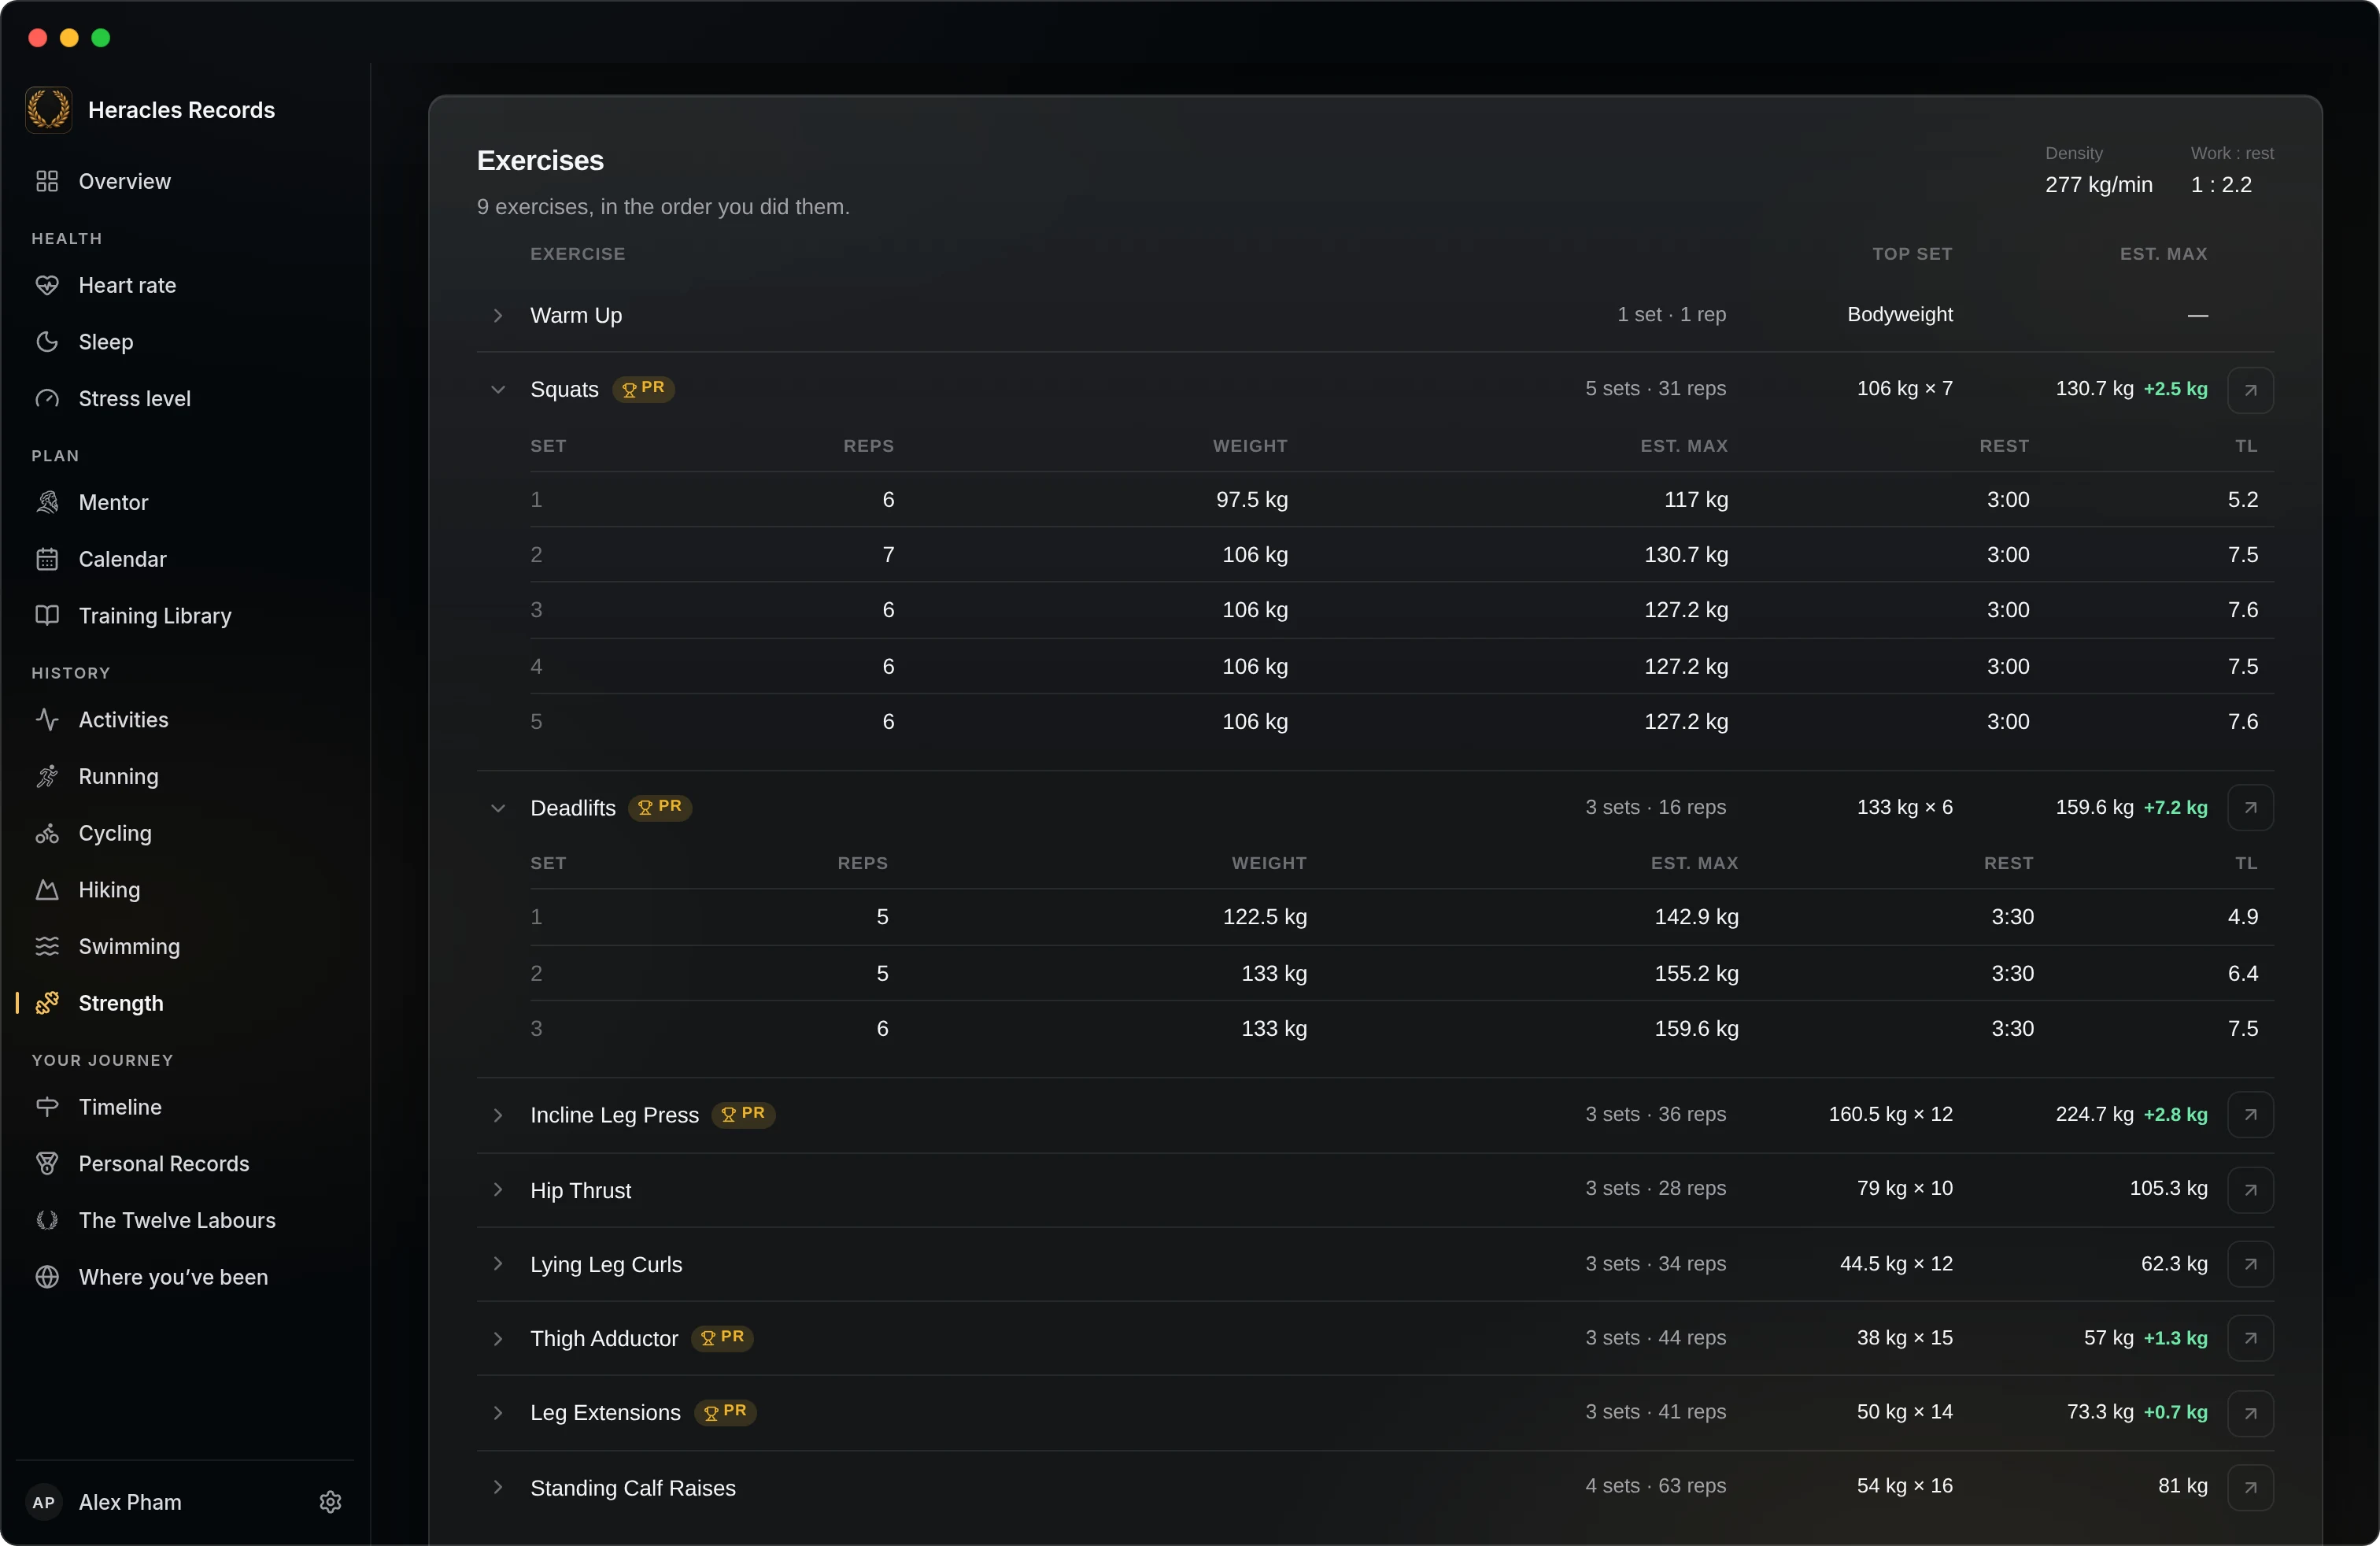 Heracles Records
Overview
HEALTH
Heart rate
Sleep
Stress level
PLAN
Mentor
Calendar
Training Library
HISTORY
Activities
Running
Cycling
Hiking
Swimming
Strength
YOUR JOURNEY
Timeline
Personal Records
The Twelve Labours
Where you’ve been
AP Alex Pham
Exercises
9 exercises, in the order you did them.
Density Work : rest
277 kg/min 1 : 2.2
EXERCISE TOP SET EST. MAX
Warm Up 1 set · 1 rep Bodyweight —
Squats PR 5 sets · 31 reps 106 kg × 7 130.7 kg +2.5 kg
SET REPS WEIGHT EST. MAX REST TL
1 6 97.5 kg 117 kg 3:00 5.2
2 7 106 kg 130.7 kg 3:00 7.5
3 6 106 kg 127.2 kg 3:00 7.6
4 6 106 kg 127.2 kg 3:00 7.5
5 6 106 kg 127.2 kg 3:00 7.6
Deadlifts PR 3 sets · 16 reps 133 kg × 6 159.6 kg +7.2 kg
SET REPS WEIGHT EST. MAX REST TL
1 5 122.5 kg 142.9 kg 3:30 4.9
2 5 133 kg 155.2 kg 3:30 6.4
3 6 133 kg 159.6 kg 3:30 7.5
Incline Leg Press PR 3 sets · 36 reps 160.5 kg × 12 224.7 kg +2.8 kg
Hip Thrust 3 sets · 28 reps 79 kg × 10 105.3 kg
Lying Leg Curls 3 sets · 34 reps 44.5 kg × 12 62.3 kg
Thigh Adductor PR 3 sets · 44 reps 38 kg × 15 57 kg +1.3 kg
Leg Extensions PR 3 sets · 41 reps 50 kg × 14 73.3 kg +0.7 kg
Standing Calf Raises 4 sets · 63 reps 54 kg × 16 81 kg